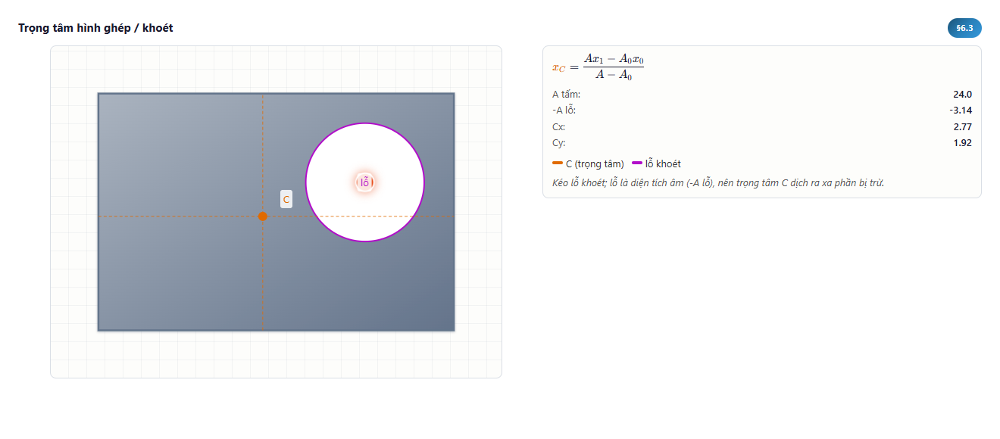 Trọng tâm hình ghép / khoét
§6.3
C
lỗ
x_C = (Ax_1 − A_0x_0) / (A − A_0)
A tấm: 24.0
-A lỗ: -3.14
Cx: 2.77
Cy: 1.92
C (trọng tâm) lỗ khoét
Kéo lỗ khoét; lỗ là diện tích âm (-A lỗ), nên trọng tâm C dịch ra xa phần bị trừ.